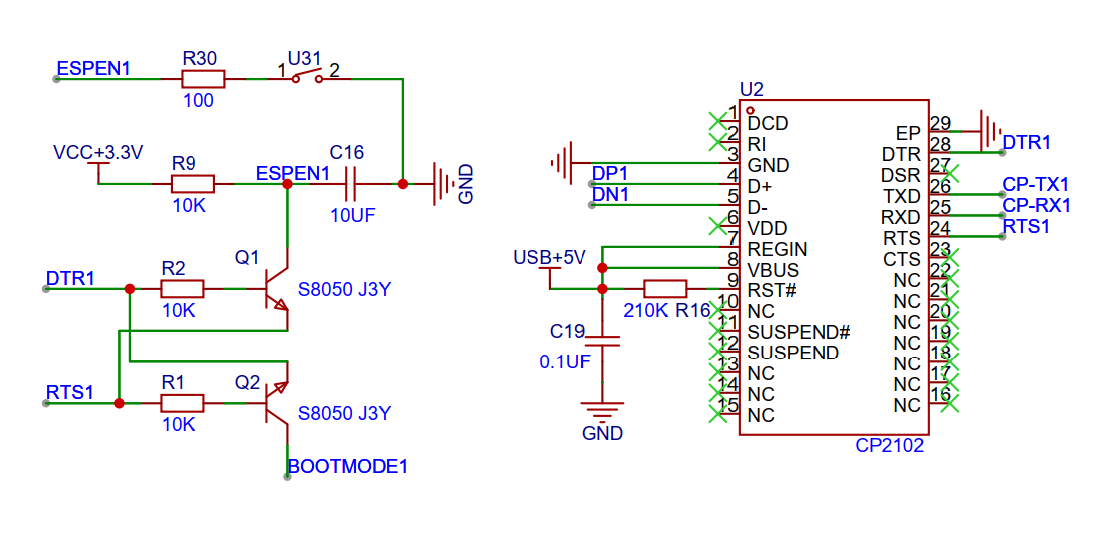 ESPEN1
R30
100
U31
1
2
VCC+3.3V
R9
10K
ESPEN1
C16
10UF
GND
DTR1
R2
10K
Q1
S8050 J3Y
RTS1
R1
10K
Q2
S8050 J3Y
BOOTMODE1
U2
1 DCD
2 RI
3 GND
DP1 4 D+
DN1 5 D-
6 VDD
7 REGIN
8 VBUS
9 RST#
10 NC
11 SUSPEND#
12 SUSPEND
13 NC
14 NC
15 NC
USB+5V
210K R16
C19
0.1UF
GND
EP 29
DTR 28 DTR1
DSR 27
TXD 26 CP-TX1
RXD 25 CP-RX1
RTS 24 RTS1
CTS 23
NC 22
NC 21
NC 20
NC 19
NC 18
NC 17
NC 16
CP2102